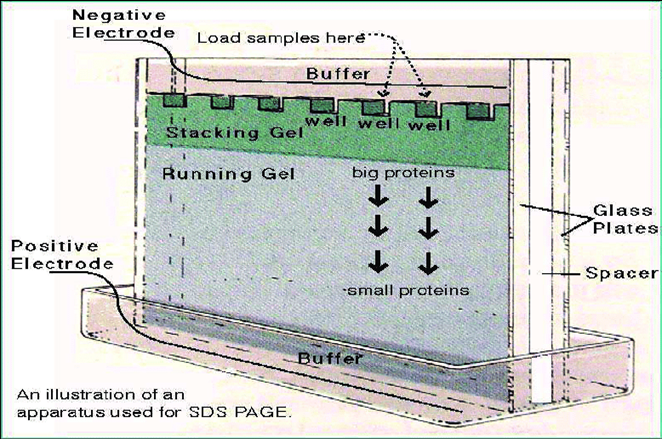 Negative
Electrode
Load samples here
Buffer
well well well
Stacking Gel
Running Gel
big proteins
Glass
Plates
Positive
Electrode
Spacer
small proteins
Buffer
An illustration of an
apparatus used for SDS PAGE.